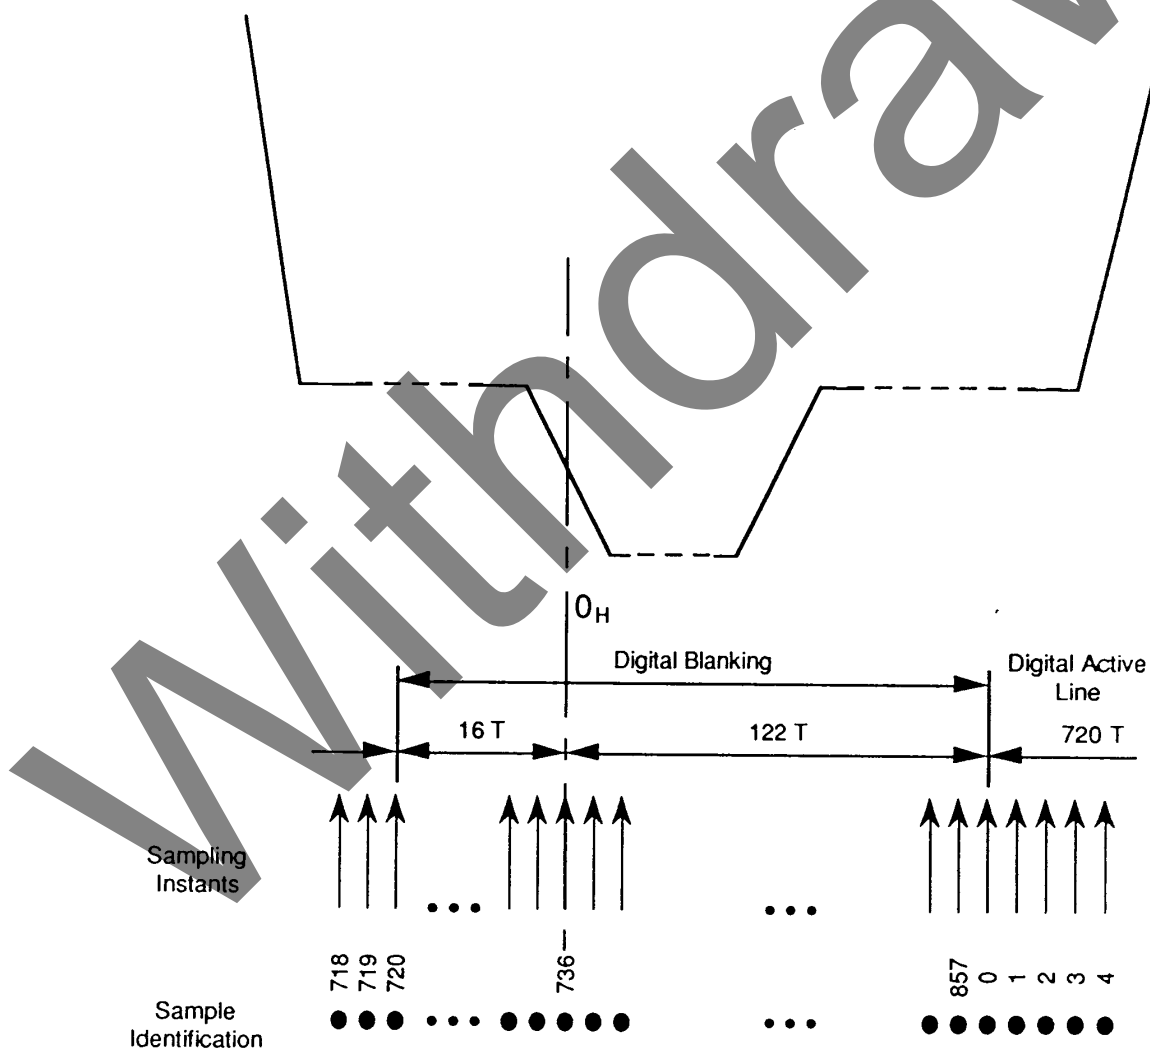 Withdraw
0H
Digital Blanking
Digital Active
Line
16 T
122 T
720 T
Sampling
Instants
718
719
720
736
857
0
1
2
3
4
Sample
Identification